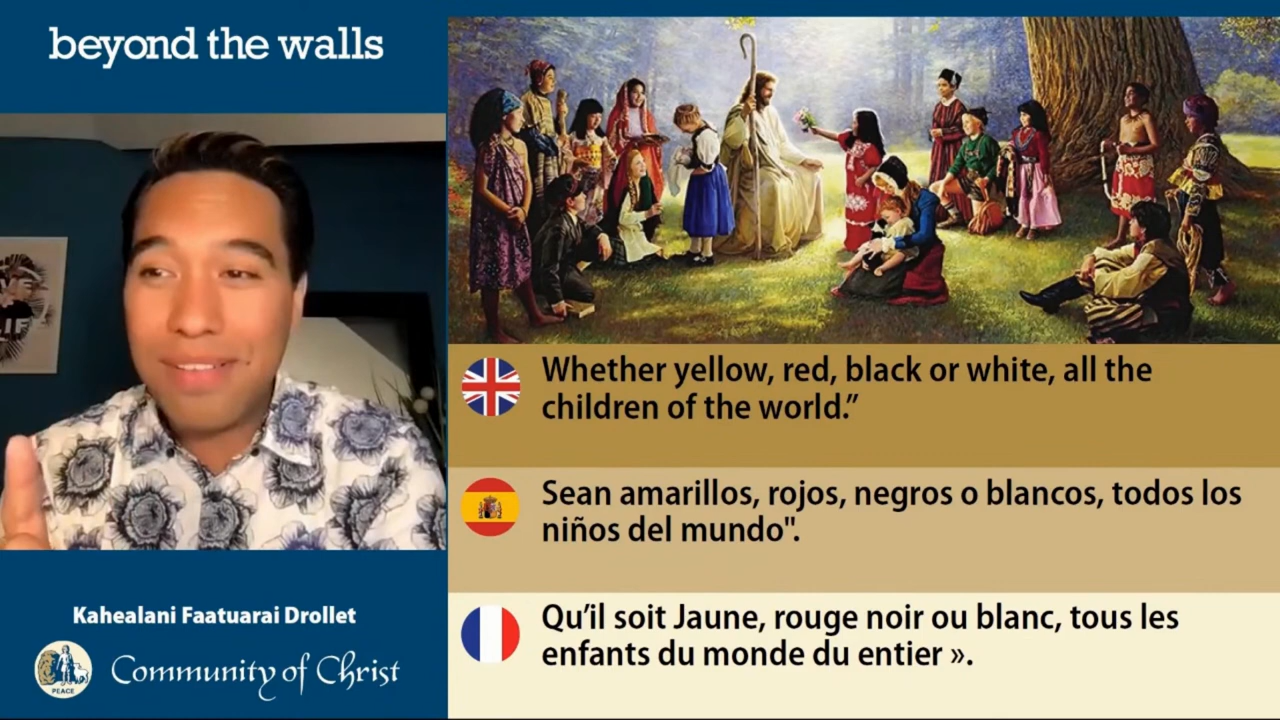 beyond the walls
Whether yellow, red, black or white, all the
children of the world.”
Sean amarillos, rojos, negros o blancos, todos los
niños del mundo".
Qu’il soit Jaune, rouge noir ou blanc, tous les
enfants du monde du entier ».
Kahealani Faatuarai Drollet
Community of Christ
PEACE